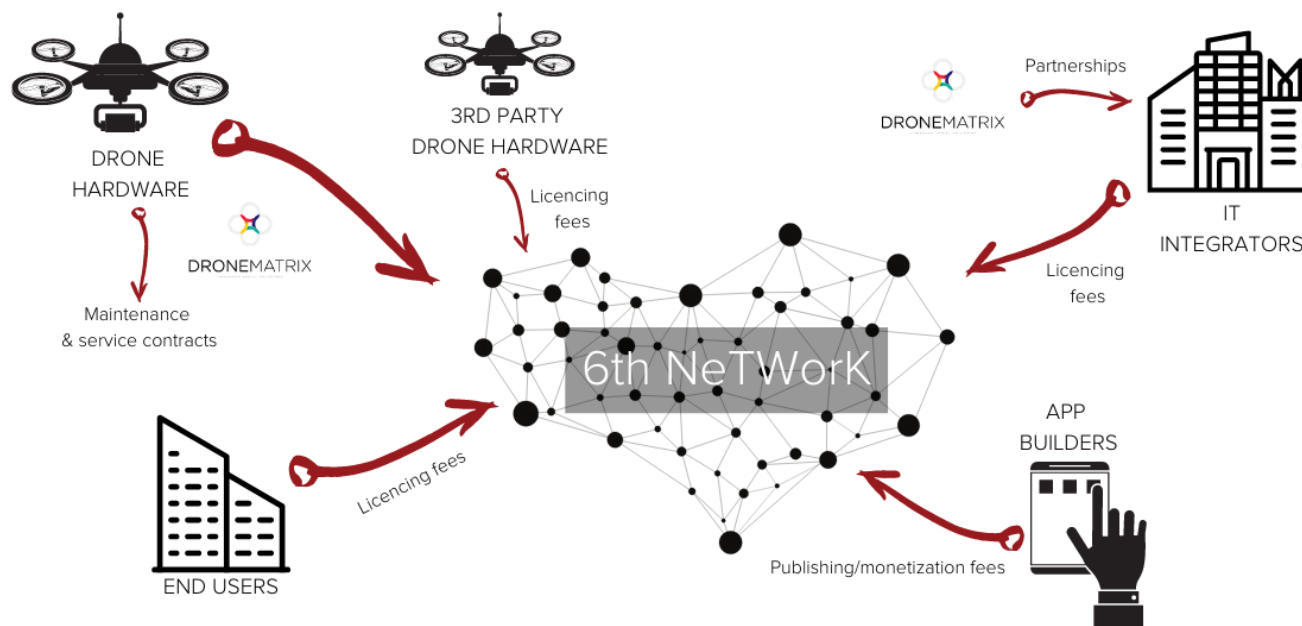 DRONE
HARDWARE
DRONEMATRIX
Maintenance
& service contracts
3RD PARTY
DRONE HARDWARE
Licencing
fees
DRONEMATRIX
Partnerships
IT
INTEGRATORS
Licencing
fees
6th NeTWorK
END USERS
Licencing fees
APP
BUILDERS
Publishing/monetization fees